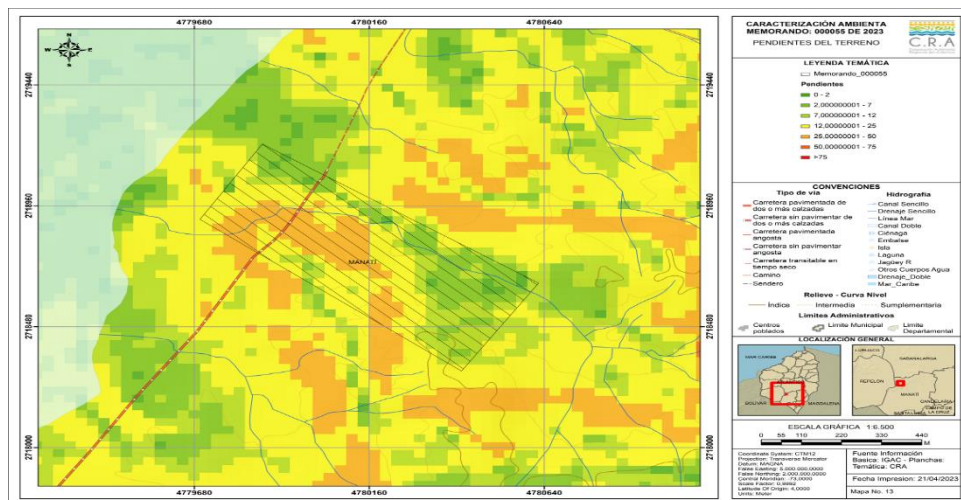 4779680
4780160
4780640
2719440
2718960
2718480
2718000
2719440
2718960
2718480
2718000
4779680
4780160
4780640
N
W
E
S
MANATÍ
CARACTERIZACIÓN AMBIENTA
MEMORANDO: 000055 DE 2023
PENDIENTES DEL TERRENO
C.R.A
LEYENDA TEMÁTICA
Memorando_000055
Pendientes
0 - 2
2,000000001 - 7
7,000000001 - 12
12,00000001 - 25
25,00000001 - 50
50,00000001 - 75
>75
CONVENCIONES
Tipo de vía
Carretera pavimentada de
dos o más calzadas
Carretera sin pavimentar de
dos o más calzadas
Carretera pavimentada
angosta
Carretera sin pavimentar
angosta
Carretera transitable en
tiempo seco
Camino
Sendero
Hidrografía
Canal Sencillo
Drenaje Sencillo
Línea Mar
Canal Doble
Ciénaga
Embalse
Isla
Laguna
Jagüey R
Otros Cuerpos Agua
Drenaje_Doble
Mar_Caribe
Relieve - Curva Nivel
Índice
Intermedia
Suplementaria
Limites Administrativos
Centros
poblados
Limite Municipal
Limite
Departamental
LOCALIZACIÓN GENERAL
MAR CARIBE
BOLÍVAR
MAGDALENA
SABANALARGA
REPELÓN
MANATÍ
ESCALA GRÁFICA 1:6.500
0 55 110 220 330 440
M
Coordinate System: CTM12
Projection: Transverse Mercator
Datum: MAGNA
False Easting: 5.000.000,0000
False Northing: 2.000.000,0000
Central Meridian: -73,0000
Scale Factor: 0,9992
Latitude Of Origin: 4,0000
Units: Meter
Fuente Información
Basica: IGAC - Planchas:
Temática: CRA
Fecha Impresion: 21/04/2023
Mapa No. 13